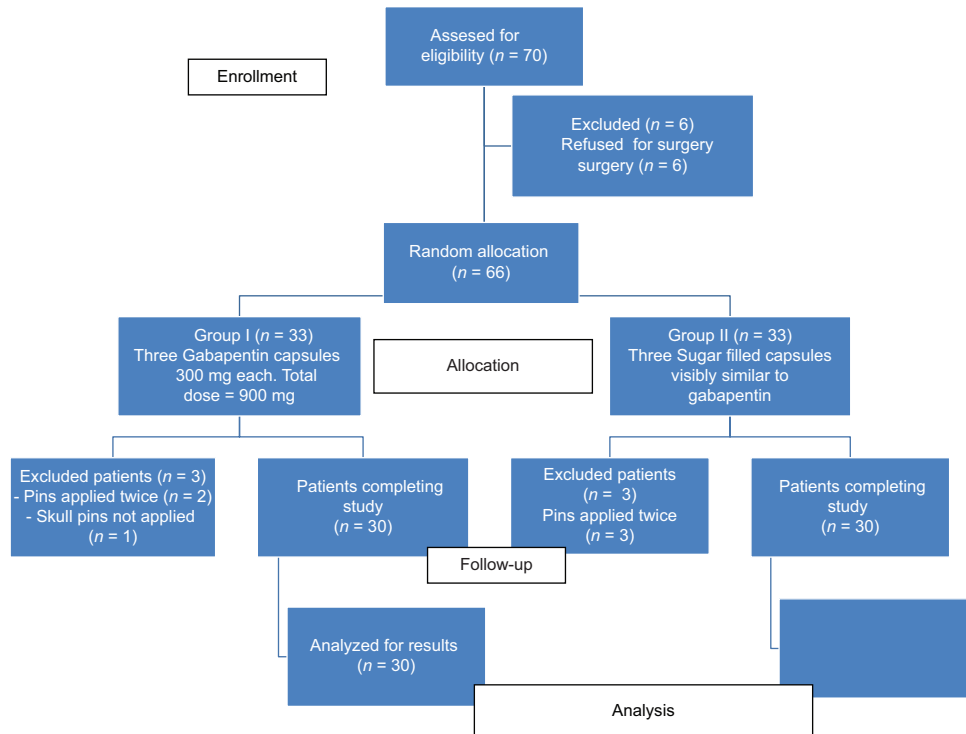 Assesed for
eligibility (n = 70)
Enrollment
Excluded (n = 6)
Refused for surgery
surgery (n = 6)
Random allocation
(n = 66)
Group I (n = 33)
Three Gabapentin capsules
300 mg each. Total
dose = 900 mg
Allocation
Group II (n = 33)
Three Sugar filled capsules
visibly similar to
gabapentin
Excluded patients (n = 3)
- Pins applied twice (n = 2)
- Skull pins not applied
(n = 1)
Patients completing
study
(n = 30)
Excluded patients
(n = 3)
Pins applied twice
(n = 3)
Patients completing
study
(n = 30)
Follow-up
Analyzed for results
(n = 30)
Analysis